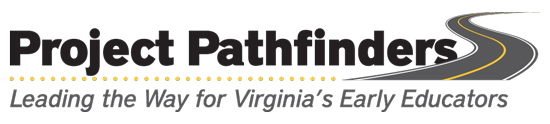 Project Pathfinders
Leading the Way for Virginia's Early Educators